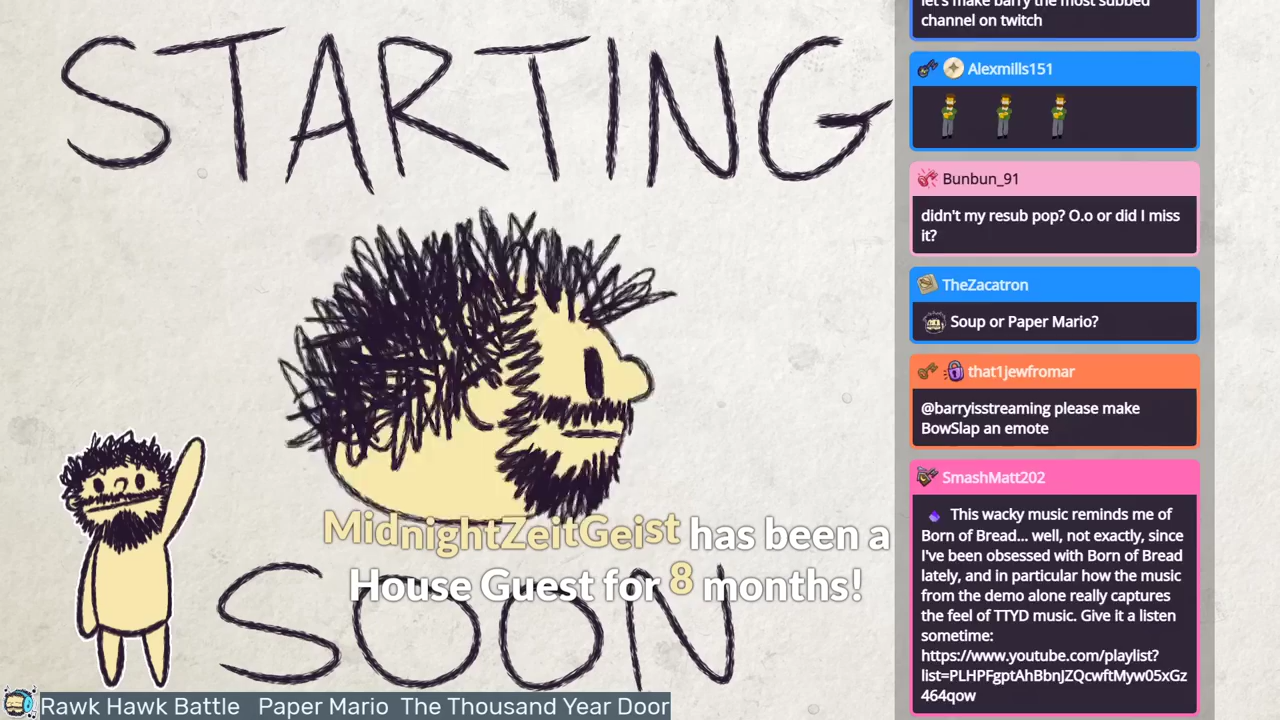 STARTING
SOON
MidnightZeitGeist has been a
House Guest for 8 months!
Rawk Hawk Battle   Paper Mario  The Thousand Year Door
let's make barry the most subbed
channel on twitch
Alexmills151
Bunbun_91
didn't my resub pop? O.o or did I miss
it?
TheZacatron
Soup or Paper Mario?
that1jewfromar
@barryisstreaming please make
BowSlap an emote
SmashMatt202
This wacky music reminds me of
Born of Bread... well, not exactly, since
I've been obsessed with Born of Bread
lately, and in particular how the music
from the demo alone really captures
the feel of TTYD music. Give it a listen
sometime:
https://www.youtube.com/playlist?
list=PLHPFgptAhBbnJZQcwftMyw05xGz
464qow